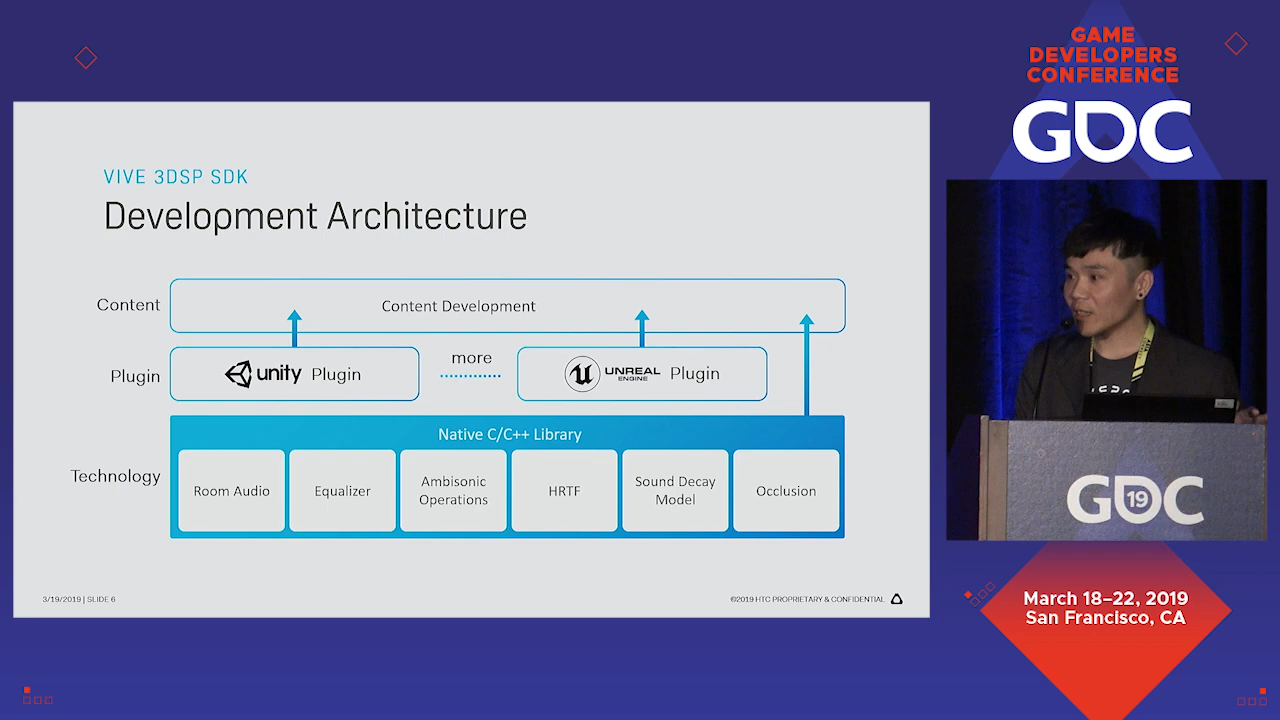 GAME
DEVELOPERS
CONFERENCE
GDC
VIVE 3DSP SDK
Development Architecture
Content
Content Development
Plugin
unity Plugin
more
UNREAL
ENGINE
Plugin
Native C/C++ Library
Technology
Room Audio
Equalizer
Ambisonic
Operations
HRTF
Sound Decay
Model
Occlusion
3/19/2019 | SLIDE 6
©2019 HTC PROPRIETARY & CONFIDENTIAL
GDC
19
March 18–22, 2019
San Francisco, CA